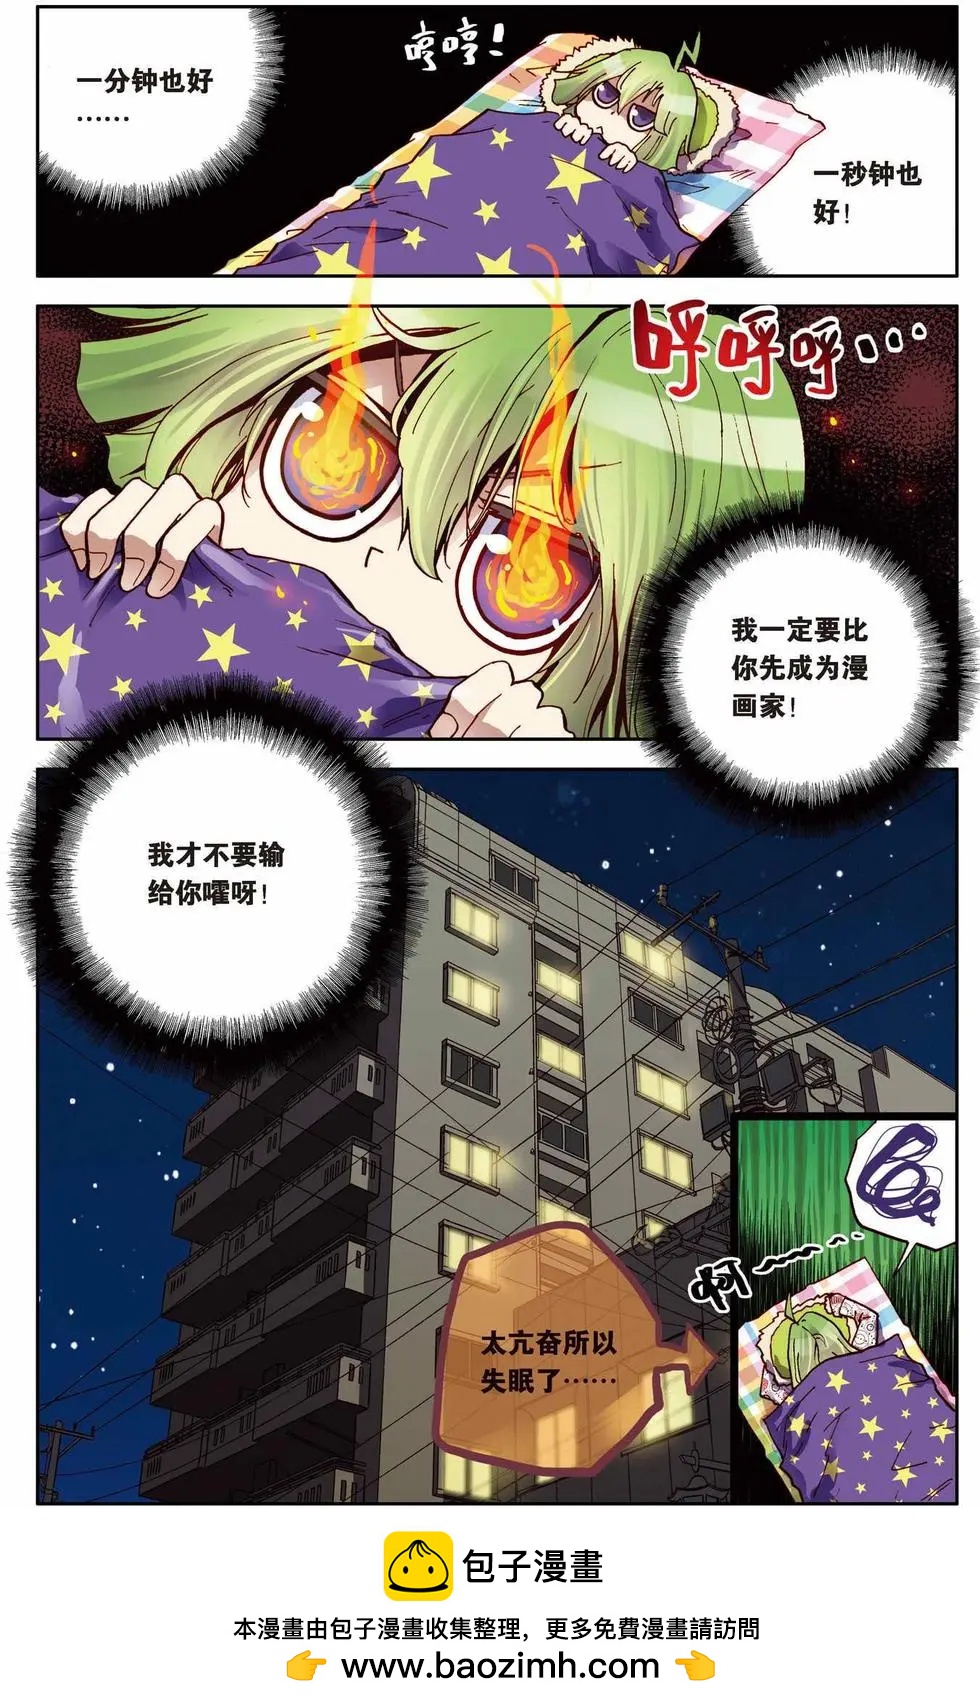 哼哼！
一分钟也好
……
一秒钟也
好！
呼呼呼…
我一定要比
你先成为漫
画家！
我才不要输
给你嚯呀！
啊～～
太亢奋所以
失眠了……
包子漫畫
本漫畫由包子漫畫收集整理，更多免費漫畫請訪問
👉 www.baozimh.com 👈